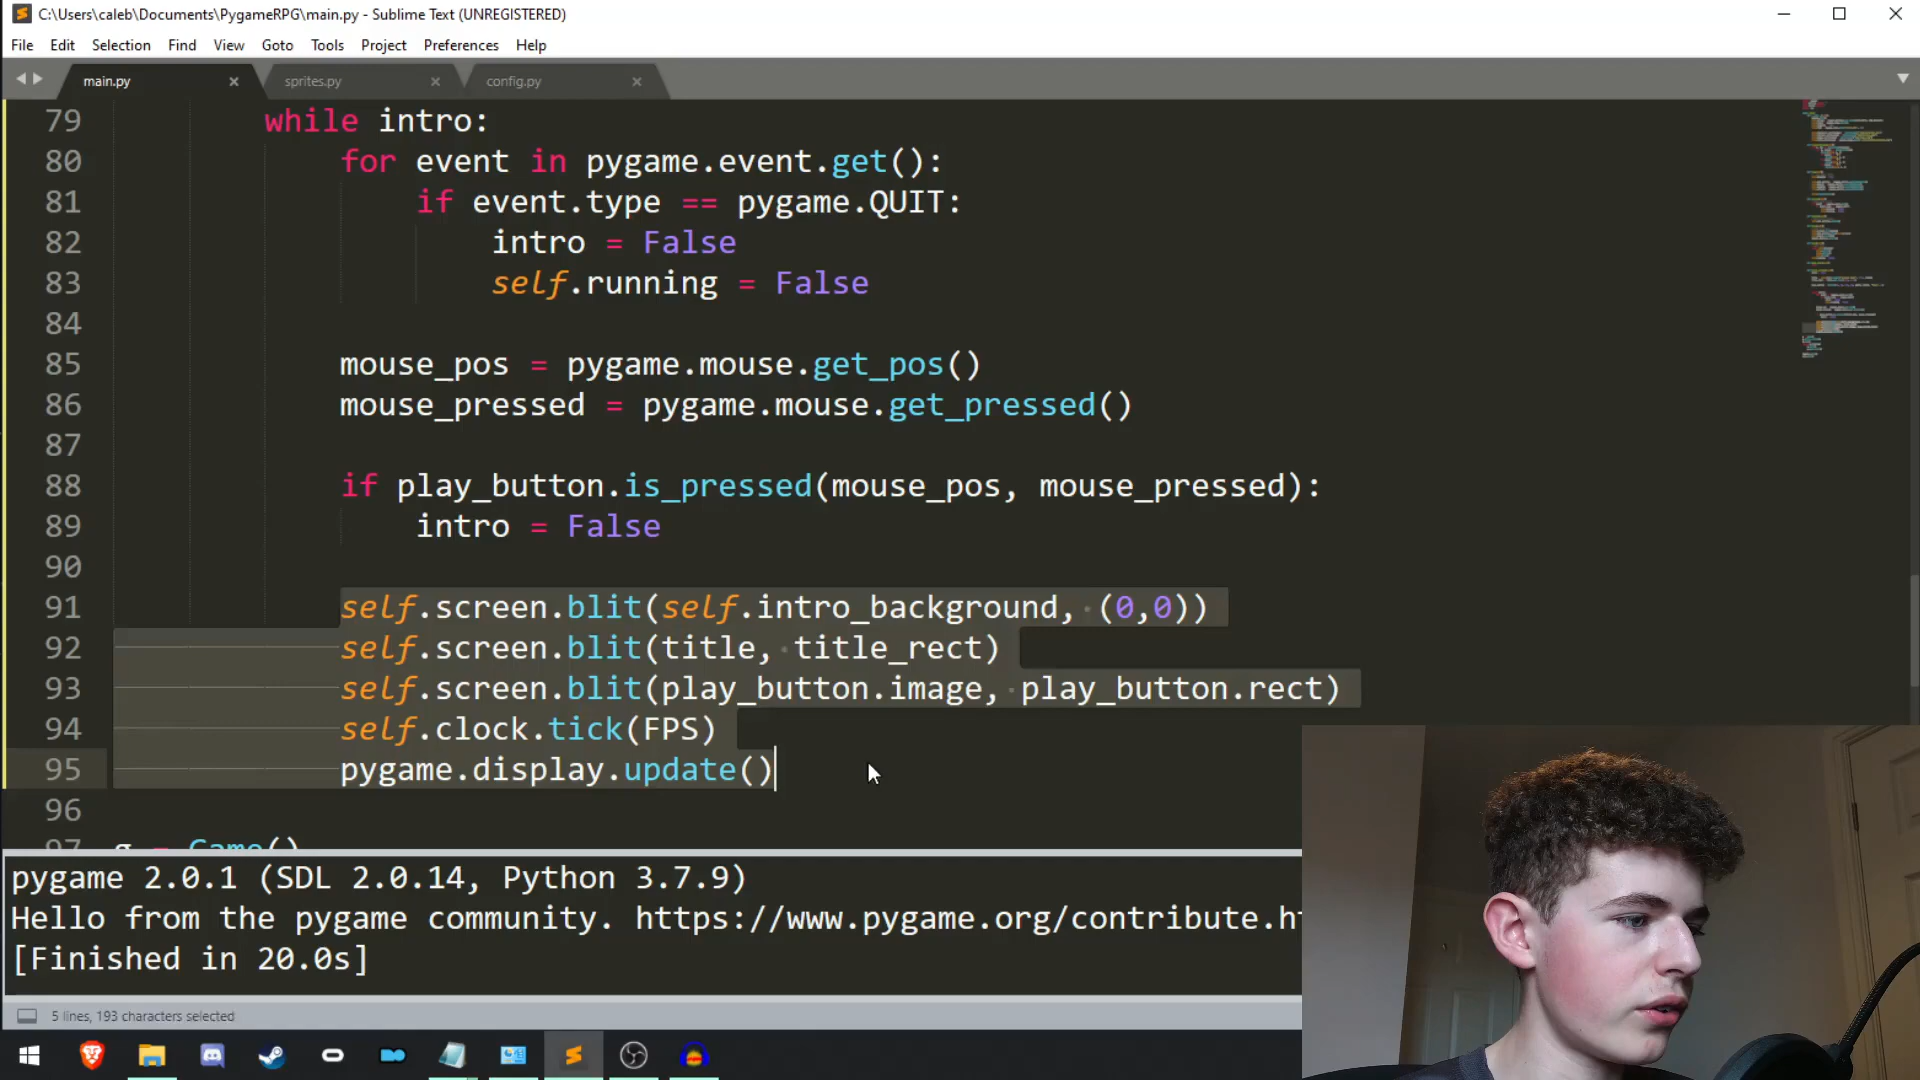 C:\Users\caleb\Documents\PygameRPG\main.py - Sublime Text (UNREGISTERED)
File Edit Selection Find View Goto Tools Project Preferences Help
main.py sprites.py config.py
79 while intro:
80 for event in pygame.event.get():
81 if event.type == pygame.QUIT:
82 intro = False
83 self.running = False
84
85 mouse_pos = pygame.mouse.get_pos()
86 mouse_pressed = pygame.mouse.get_pressed()
87
88 if play_button.is_pressed(mouse_pos, mouse_pressed):
89 intro = False
90
91 self.screen.blit(self.intro_background, (0,0))
92 self.screen.blit(title, title_rect)
93 self.screen.blit(play_button.image, play_button.rect)
94 self.clock.tick(FPS)
95 pygame.display.update()
96
97 g = Game()
pygame 2.0.1 (SDL 2.0.14, Python 3.7.9)
Hello from the pygame community. https://www.pygame.org/contribute.ht
[Finished in 20.0s]
5 lines, 193 characters selected